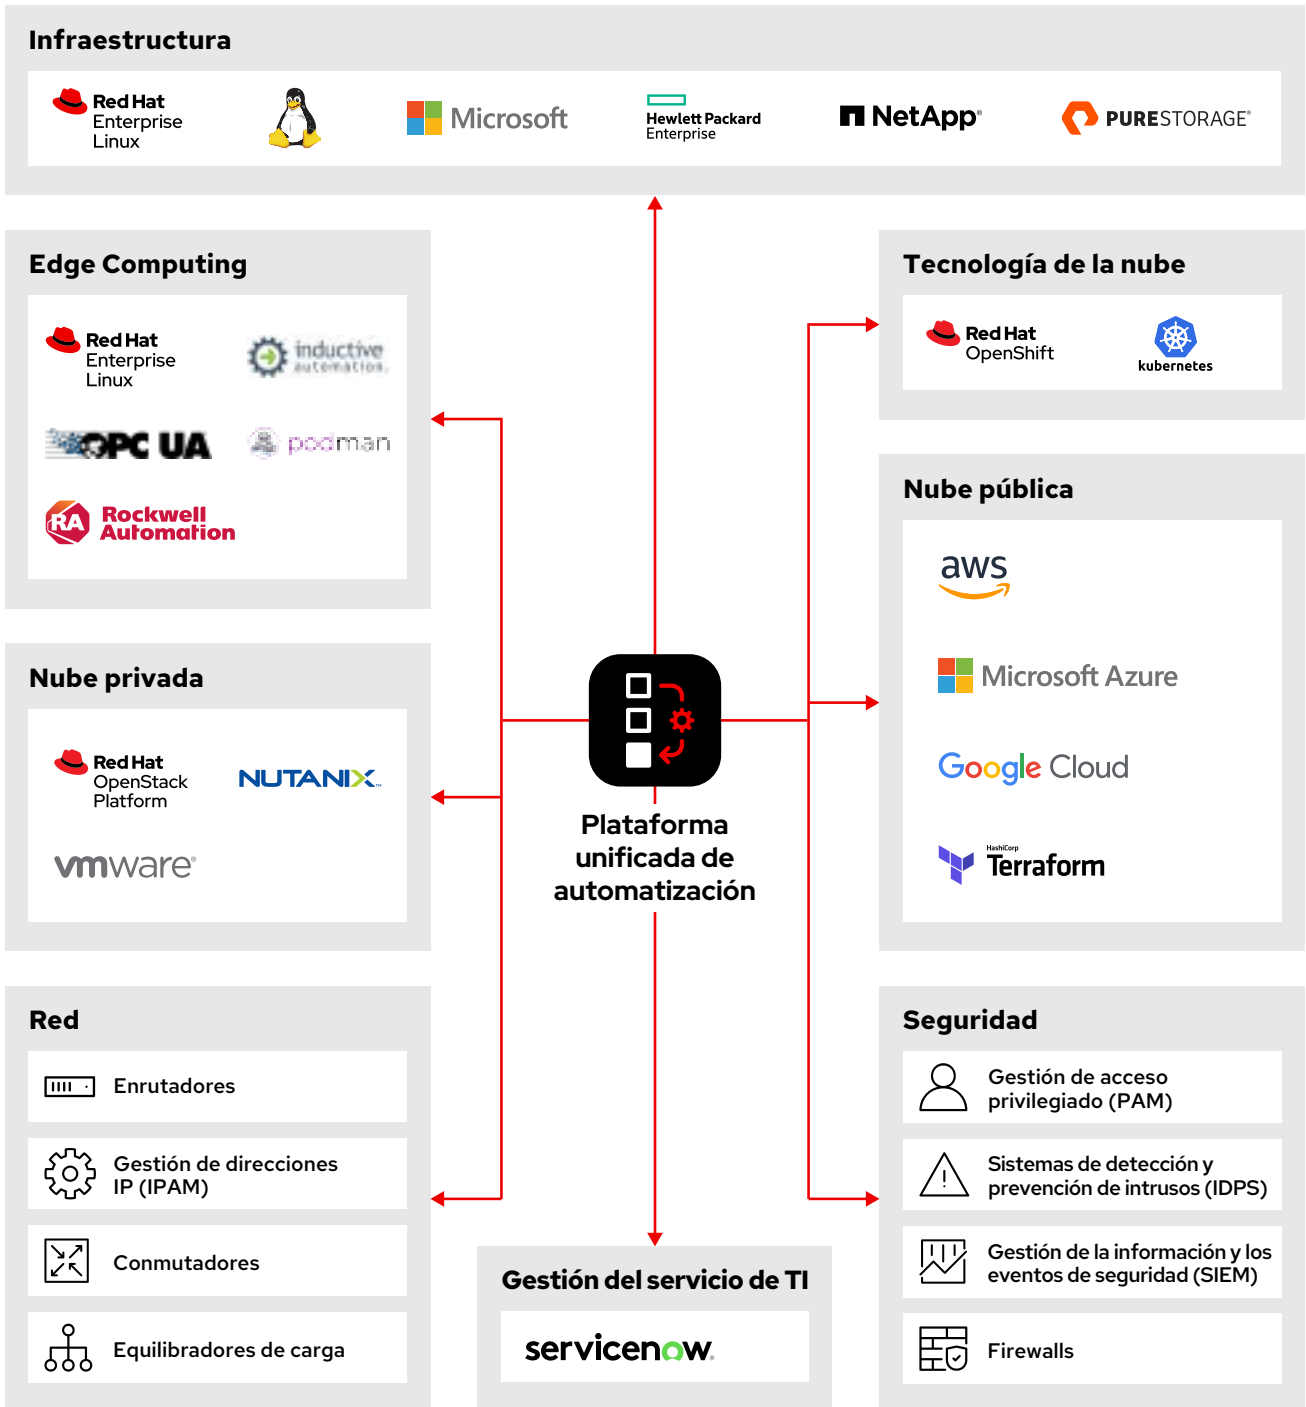 Infraestructura
Red Hat
Enterprise
Linux
Microsoft
Hewlett Packard
Enterprise
NetApp®
PURESTORAGE®
Edge Computing
Red Hat
Enterprise
Linux
inductive
automation.
OPC UA
podman
RA Rockwell
Automation
Tecnología de la nube
Red Hat
OpenShift
kubernetes
Nube pública
aws
Microsoft Azure
Google Cloud
HashiCorp
Terraform
Nube privada
Red Hat
OpenStack
Platform
NUTANIX™
vmware®
Plataforma
unificada de
automatización
Red
Enrutadores
Gestión de direcciones
IP (IPAM)
Conmutadores
Equilibradores de carga
Gestión del servicio de TI
servicenow®
Seguridad
Gestión de acceso
privilegiado (PAM)
Sistemas de detección y
prevención de intrusos (IDPS)
Gestión de la información y los
eventos de seguridad (SIEM)
Firewalls